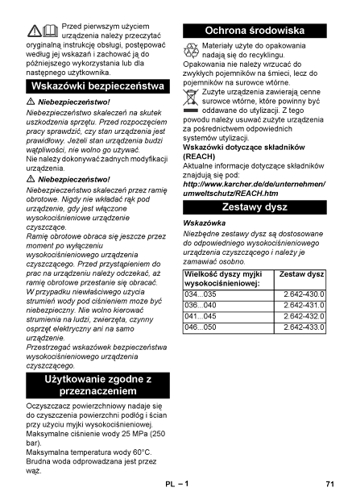 Przed pierwszym użyciem
urządzenia należy przeczytać
oryginalną instrukcję obsługi, postępować
według jej wskazań i zachować ją do
późniejszego wykorzystania lub dla
następnego użytkownika.
Wskazówki bezpieczeństwa
Niebezpieczeństwo!
Niebezpieczeństwo skaleczeń na skutek
uszkodzenia sprzętu. Przed rozpoczęciem
pracy sprawdzić, czy stan urządzenia jest
prawidłowy. Jeżeli stan urządzenia budzi
wątpliwości, nie wolno go używać.
Nie należy dokonywać żadnych modyfikacji
urządzenia.
Niebezpieczeństwo!
Niebezpieczeństwo skaleczeń przez ramię
obrotowe. Nigdy nie wkładać rąk pod
urządzenie, gdy jest włączone
wysokociśnieniowe urządzenie
czyszczące.
Ramię obrotowe obraca się jeszcze przez
moment po wyłączeniu
wysokociśnieniowego urządzenia
czyszczącego. Przed przystąpieniem do
prac na urządzeniu należy odczekać, aż
ramię obrotowe przestanie się obracać.
W przypadku niewłaściwego użycia
strumień wody pod ciśnieniem może być
niebezpieczny. Nie wolno kierować
strumienia na ludzi, zwierzęta, czynny
osprzęt elektryczny ani na samo
urządzenie.
Przestrzegać wskazówek bezpieczeństwa
wysokociśnieniowego urządzenia
czyszczącego.
Użytkowanie zgodne z
przeznaczeniem
Oczyszczacz powierzchniowy nadaje się
do czyszczenia powierzchni podłóg i ścian
przy użyciu myjki wysokociśnieniowej.
Maksymalne ciśnienie wody 25 MPa (250
bar).
Maksymalna temperatura wody 60°C.
Brudna woda odprowadzana jest przez
wąż.
Ochrona środowiska
Materiały użyte do opakowania
nadają się do recyklingu.
Opakowania nie należy wrzucać do
zwykłych pojemników na śmieci, lecz do
pojemników na surowce wtórne.
Zużyte urządzenia zawierają cenne
surowce wtórne, które powinny być
oddawane do utylizacji. Z tego
powodu należy usuwać zużyte urządzenia
za pośrednictwem odpowiednich
systemów utylizacji.
Wskazówki dotyczące składników
(REACH)
Aktualne informacje dotyczące składników
znajdują się pod:
http://www.karcher.de/de/unternehmen/
umweltschutz/REACH.htm
Zestawy dysz
Wskazówka
Niezbędne zestawy dysz są dostosowane
do odpowiedniego wysokociśnieniowego
urządzenia czyszczącego i należy je
zamawiać osobno.
Wielkość dyszy myjki Zestaw dysz
wysokociśnieniowej:
034...035 2.642-430.0
036...040 2.642-431.0
041...045 2.642-432.0
046...050 2.642-433.0
PL – 1 71